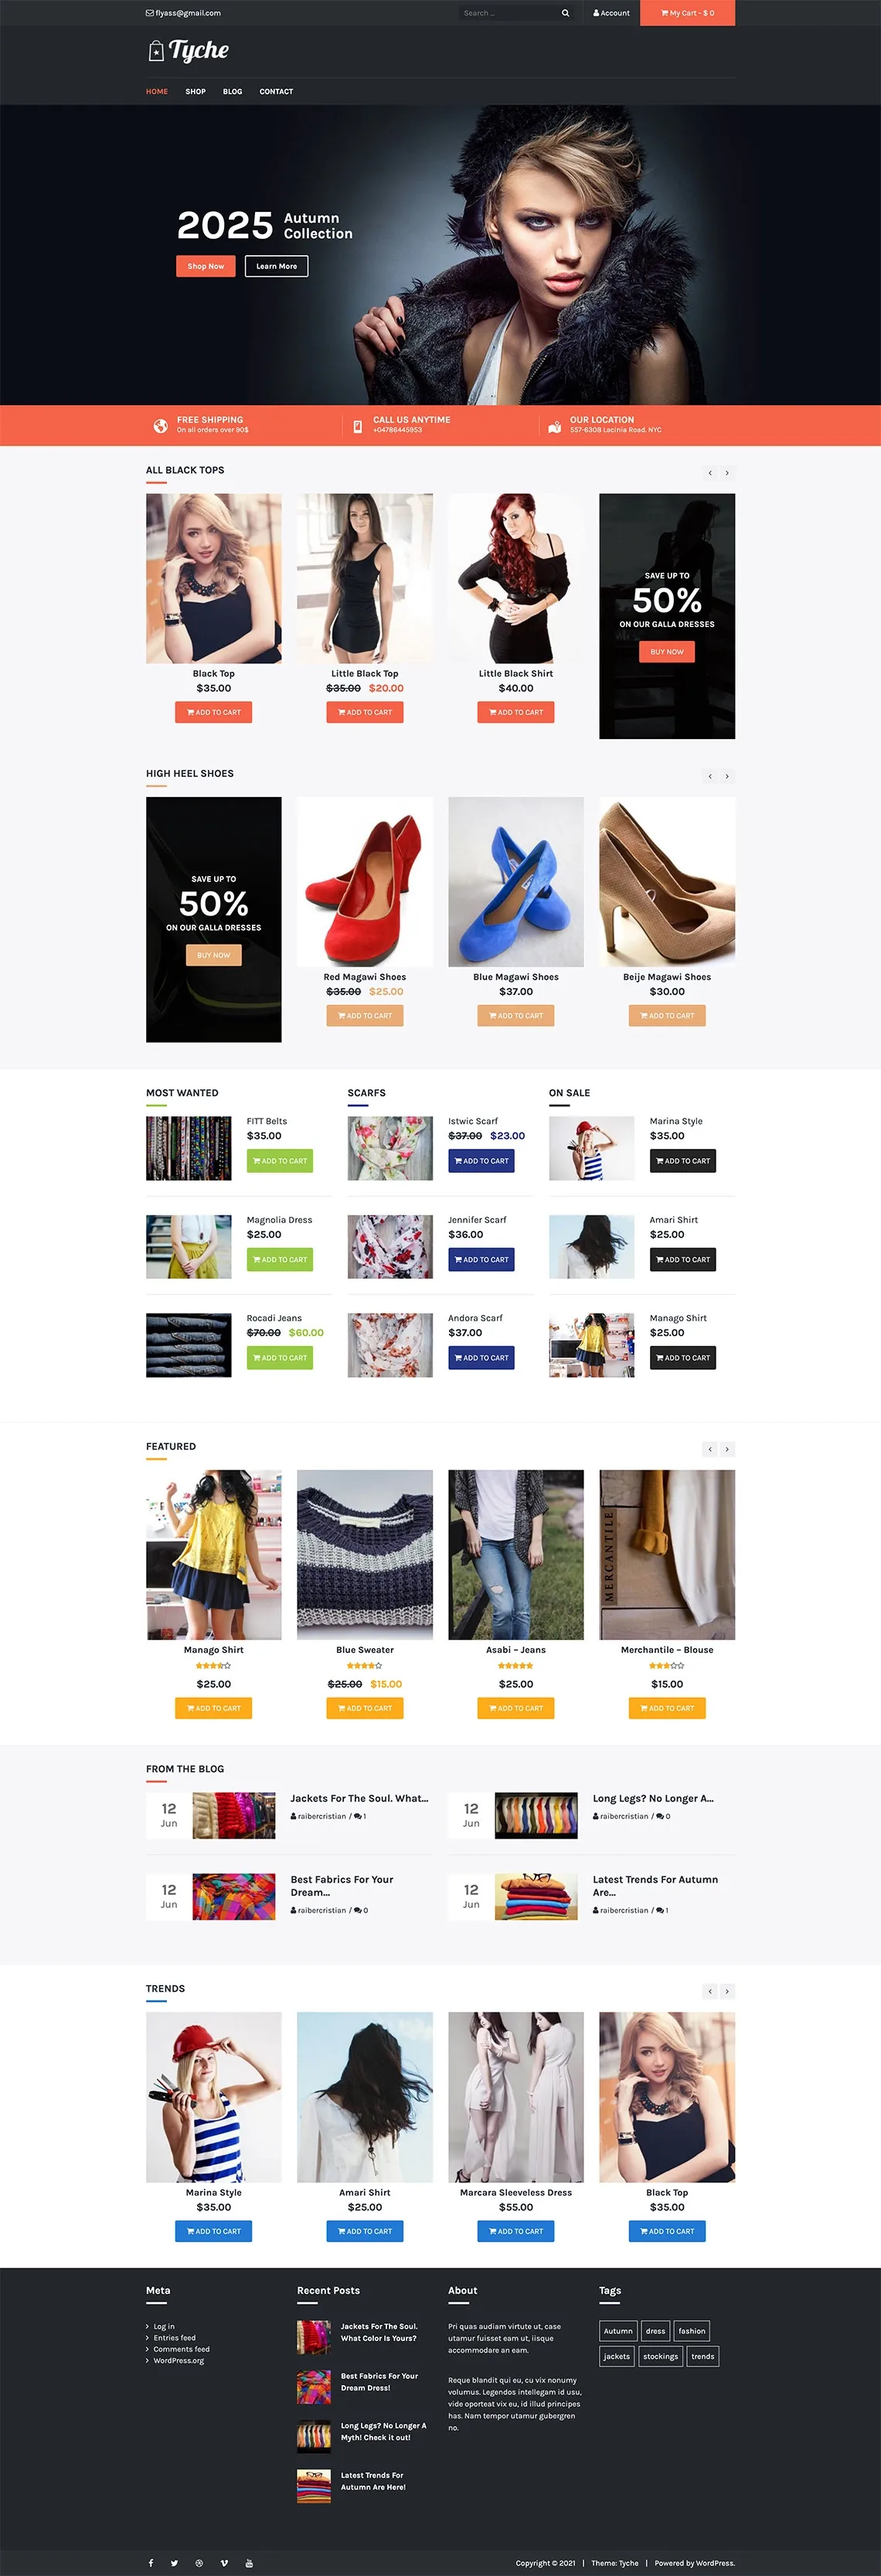 flyass@gmail.com
Search ...
Account
My Cart - $ 0
Tyche
HOME
SHOP
BLOG
CONTACT
2025
Autumn
Collection
Shop Now
Learn More
FREE SHIPPING
On all orders over 90$
CALL US ANYTIME
+04786445953
OUR LOCATION
557-6308 Lacinia Road. NYC
ALL BLACK TOPS
Black Top
$35.00
ADD TO CART
Little Black Top
$35.00 $20.00
ADD TO CART
Little Black Shirt
$40.00
ADD TO CART
SAVE UP TO
50%
ON OUR GALLA DRESSES
BUY NOW
HIGH HEEL SHOES
SAVE UP TO
50%
ON OUR GALLA DRESSES
BUY NOW
Red Magawi Shoes
$35.00 $25.00
ADD TO CART
Blue Magawi Shoes
$37.00
ADD TO CART
Beije Magawi Shoes
$30.00
ADD TO CART
MOST WANTED
FITT Belts
$35.00
ADD TO CART
Magnolia Dress
$25.00
ADD TO CART
Rocadi Jeans
$70.00 $60.00
ADD TO CART
SCARFS
Istwic Scarf
$37.00 $23.00
ADD TO CART
Jennifer Scarf
$36.00
ADD TO CART
Andora Scarf
$37.00
ADD TO CART
ON SALE
Marina Style
$35.00
ADD TO CART
Amari Shirt
$25.00
ADD TO CART
Manago Shirt
$25.00
ADD TO CART
FEATURED
Manago Shirt
$25.00
ADD TO CART
Blue Sweater
$25.00 $15.00
ADD TO CART
Asabi – Jeans
$25.00
ADD TO CART
MERCANTILE
Merchantile – Blouse
$15.00
ADD TO CART
FROM THE BLOG
12
Jun
Jackets For The Soul. What...
raibercristian / 1
12
Jun
Long Legs? No Longer A...
raibercristian / 0
12
Jun
Best Fabrics For Your
Dream...
raibercristian / 0
12
Jun
Latest Trends For Autumn
Are...
raibercristian / 1
TRENDS
Marina Style
$35.00
ADD TO CART
Amari Shirt
$25.00
ADD TO CART
Marcara Sleeveless Dress
$55.00
ADD TO CART
Black Top
$35.00
ADD TO CART
Meta
Log in
Entries feed
Comments feed
WordPress.org
Recent Posts
Jackets For The Soul.
What Color Is Yours?
Best Fabrics For Your
Dream Dress!
Long Legs? No Longer A
Myth! Check it out!
Latest Trends For
Autumn Are Here!
About
Pri quas audiam virtute ut, case
utamur fuisset eam ut, iisque
accommodare an eam.
Reque blandit qui eu, cu vix nonumy
volumus. Legendos intellegam id usu,
vide oporteat vix eu, id illud principes
has. Nam tempor utamur gubergren
no.
Tags
Autumn
dress
fashion
jackets
stockings
trends
Copyright © 2021 | Theme: Tyche | Powered by WordPress.